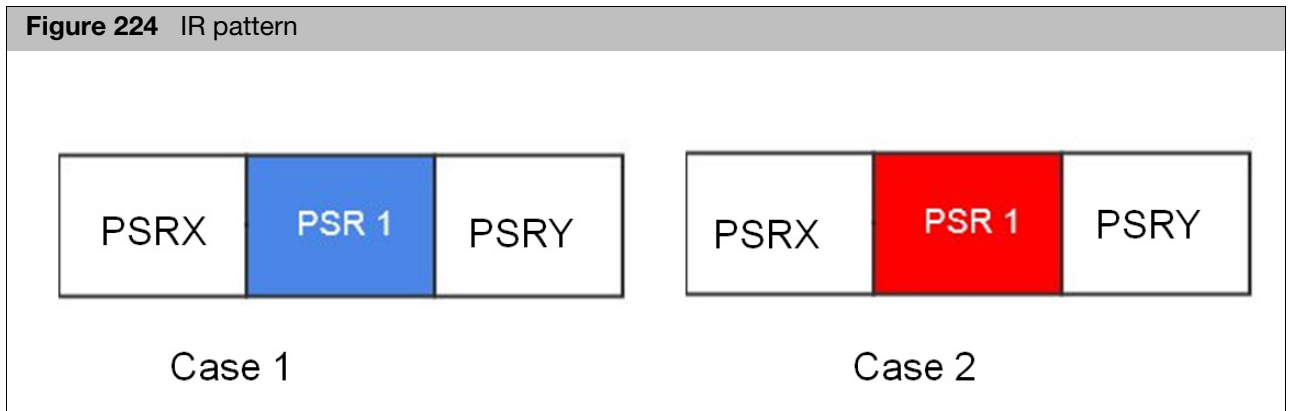 Figure 224 IR pattern
PSRX PSR 1 PSRY
PSRX PSR 1 PSRY
Case 1
Case 2